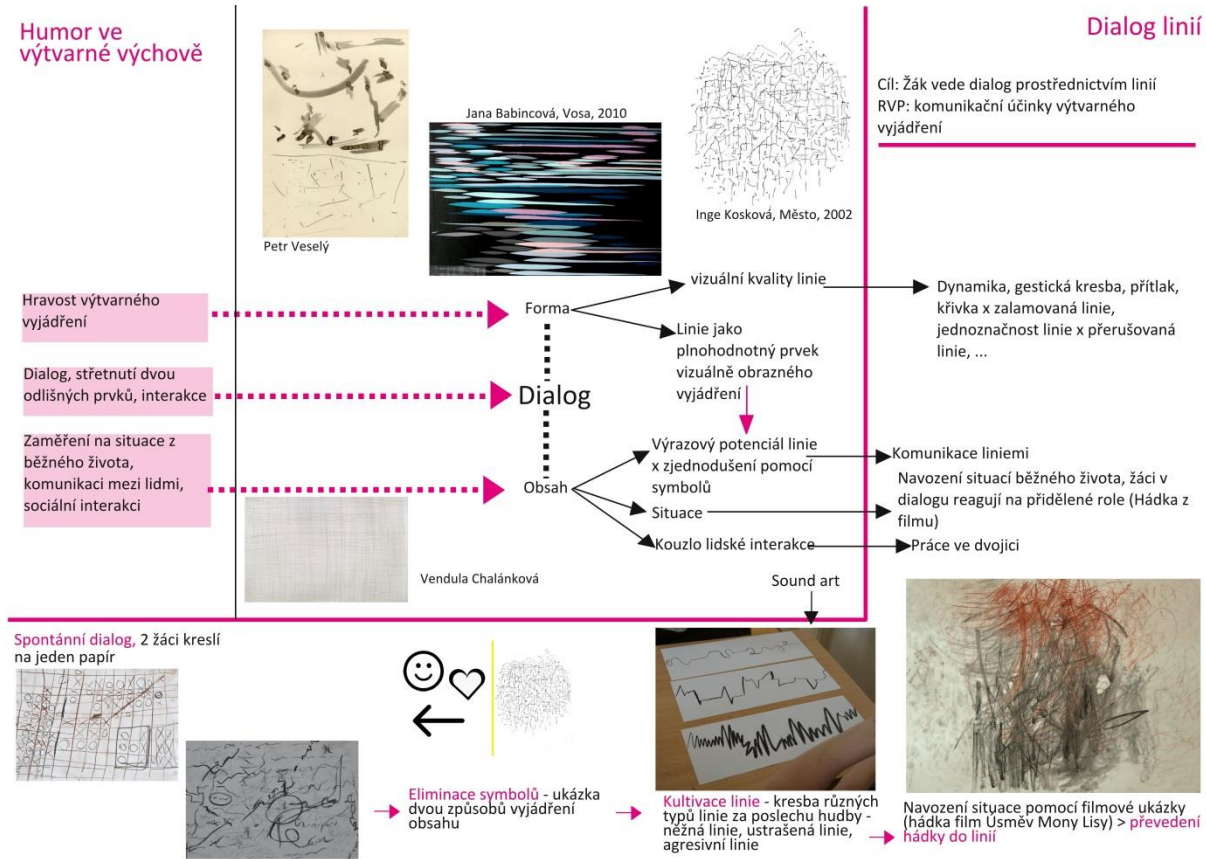 Humor ve
výtvarné výchově
Dialog linií
Cíl: Žák vede dialog prostřednictvím linií
RVP: komunikační účinky výtvarného
vyjádření
Petr Veselý
Jana Babincová, Vosa, 2010
Inge Kosková, Město, 2002
Hravost výtvarného
vyjádření
Forma
vizuální kvality linie
Dynamika, gestická kresba, přítlak,
křivka x zalamovaná linie,
jednoznačnost linie x přerušovaná
linie, ...
Linie jako
plnohodnotný prvek
vizuálně obrazného
vyjádření
Dialog, střetnutí dvou
odlišných prvků, interakce
Dialog
Zaměření na situace z
běžného života,
komunikaci mezi lidmi,
sociální interakci
Obsah
Výrazový potenciál linie
x zjednodušení pomocí
symbolů
Komunikace liniemi
Situace
Navození situací běžného života, žáci v
dialogu reagují na přidělené role (Hádka z
filmu)
Kouzlo lidské interakce
Práce ve dvojici
Vendula Chalánková
Sound art
Spontánní dialog, 2 žáci kreslí
na jeden papír
Eliminace symbolů - ukázka
dvou způsobů vyjádření
obsahu
Kultivace linie - kresba různých
typů linie za poslechu hudby -
něžná linie, ustrašená linie,
agresivní linie
Navození situace pomocí filmové ukázky
(hádka film Úsměv Mony Lisy) > převedení
hádky do linií